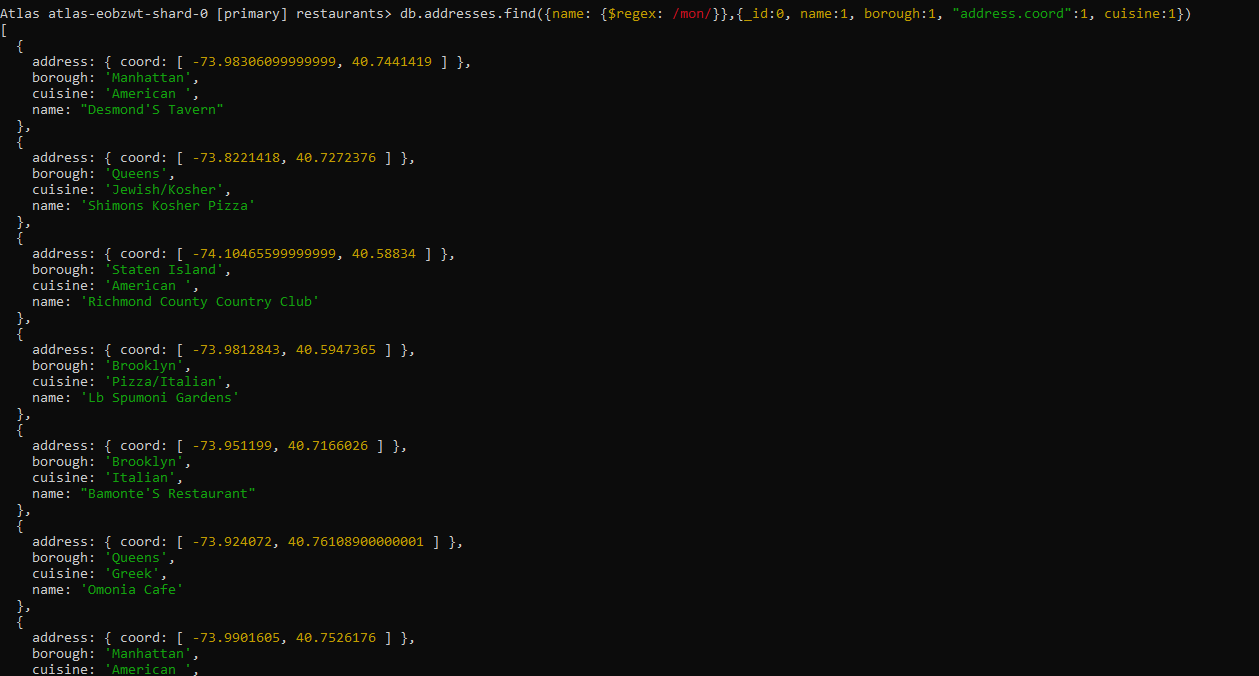 Atlas atlas-eobzwt-shard-0 [primary] restaurants> db.addresses.find({name: {$regex: /mon/}},{_id:0, name:1, borough:1, "address.coord":1, cuisine:1})
[
  {
    address: { coord: [ -73.98306099999999, 40.7441419 ] },
    borough: 'Manhattan',
    cuisine: 'American ',
    name: "Desmond'S Tavern"
  },
  {
    address: { coord: [ -73.8221418, 40.7272376 ] },
    borough: 'Queens',
    cuisine: 'Jewish/Kosher',
    name: 'Shimons Kosher Pizza'
  },
  {
    address: { coord: [ -74.10465599999999, 40.58834 ] },
    borough: 'Staten Island',
    cuisine: 'American ',
    name: 'Richmond County Country Club'
  },
  {
    address: { coord: [ -73.9812843, 40.5947365 ] },
    borough: 'Brooklyn',
    cuisine: 'Pizza/Italian',
    name: 'Lb Spumoni Gardens'
  },
  {
    address: { coord: [ -73.951199, 40.7166026 ] },
    borough: 'Brooklyn',
    cuisine: 'Italian',
    name: "Bamonte'S Restaurant"
  },
  {
    address: { coord: [ -73.924072, 40.76108900000001 ] },
    borough: 'Queens',
    cuisine: 'Greek',
    name: 'Omonia Cafe'
  },
  {
    address: { coord: [ -73.9901605, 40.7526176 ] },
    borough: 'Manhattan',
    cuisine: 'American ',